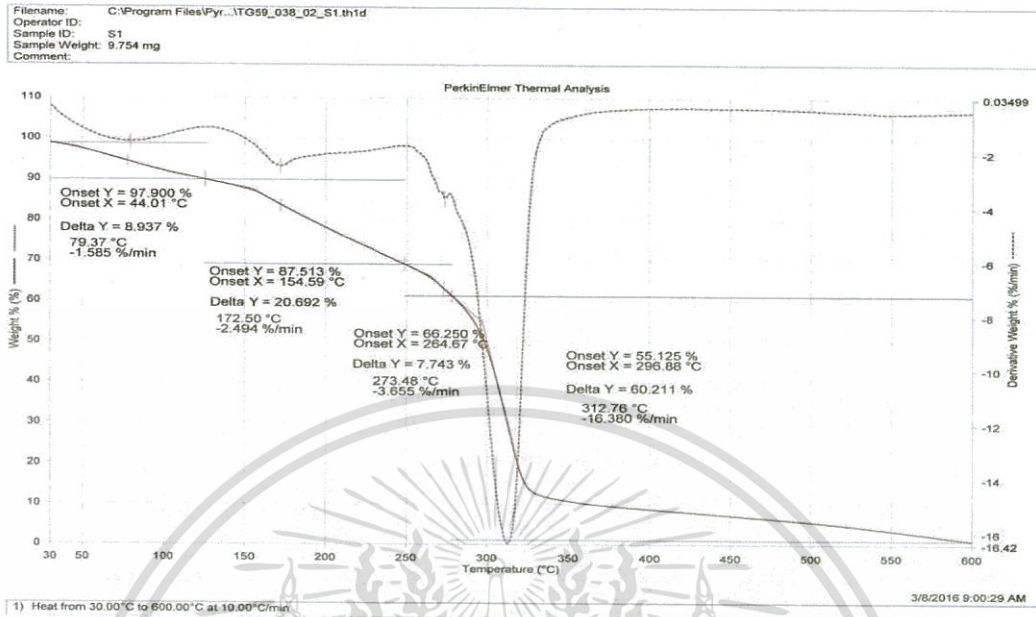 Filename: C:\Program Files\Pyr...\TG59_038_02_S1.th1d
Operator ID:
Sample ID: S1
Sample Weight: 9.754 mg
Comment:
PerkinElmer Thermal Analysis
110
100
90
80
70
60
50
40
30
20
10
0
Weight % (%)
Onset Y = 97.900 %
Onset X = 44.01 °C
Delta Y = 8.937 %
79.37 °C
-1.585 %/min
Onset Y = 87.513 %
Onset X = 154.59 °C
Delta Y = 20.692 %
172.50 °C
-2.494 %/min
Onset Y = 66.250 %
Onset X = 264.67 °C
Delta Y = 7.743 %
273.48 °C
-3.655 %/min
Onset Y = 55.125 %
Onset X = 296.88 °C
Delta Y = 60.211 %
312.76 °C
-16.380 %/min
0.03499
-2
-4
-6
-8
-10
-12
-14
-16
-16.42
Derivative Weight % (%/min)
30 50 100 150 200 250 300 350 400 450 500 550 600
Temperature (°C)
1) Heat from 30.00°C to 600.00°C at 10.00°C/min
3/8/2016 9:00:29 AM